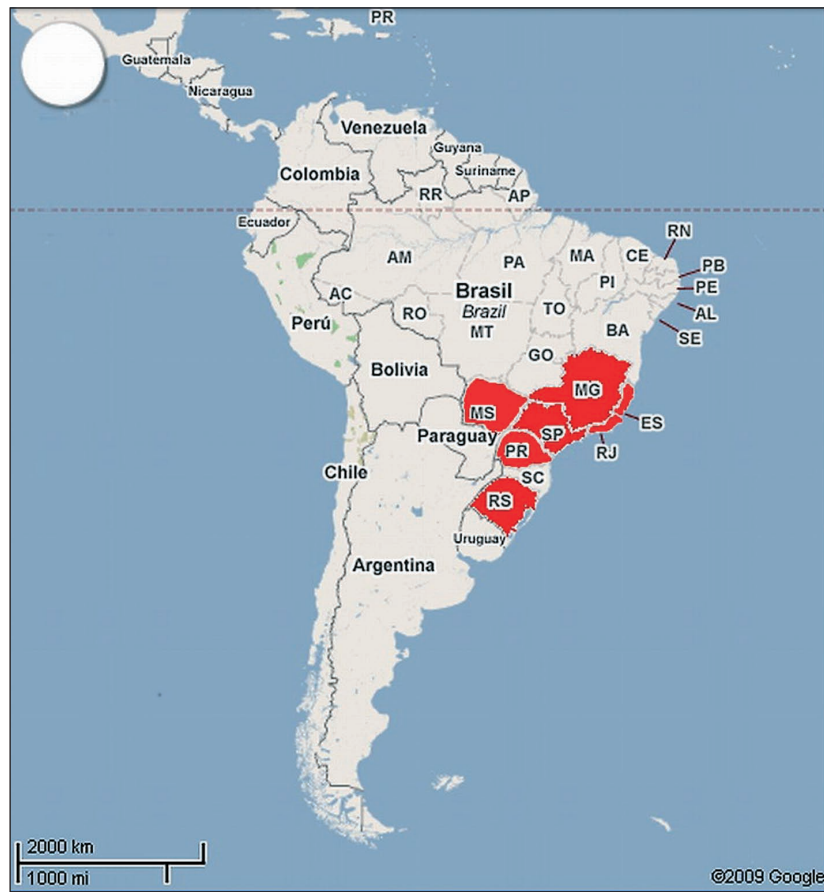 PR
Guatemala
Nicaragua
Venezuela
Guyana
Colombia
Suriname
RR
AP
Ecuador
RN
AM
PA
MA
CE
PB
PI
PE
Brasil
AC
Brazil
TO
AL
Perú
RO
MT
BA
SE
GO
Bolivia
MG
MS
ES
SP
Paraguay
RJ
PR
Chile
SC
RS
Uruguay
Argentina
2000 km
1000 mi
©2009 Google